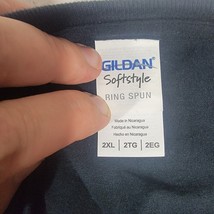 GILDAN
Softstyle
RING SPUN
Made in Nicaragua
Fabriqué au Nicaragua
Hecho en Nicaragua
2XL 2TG 2EG